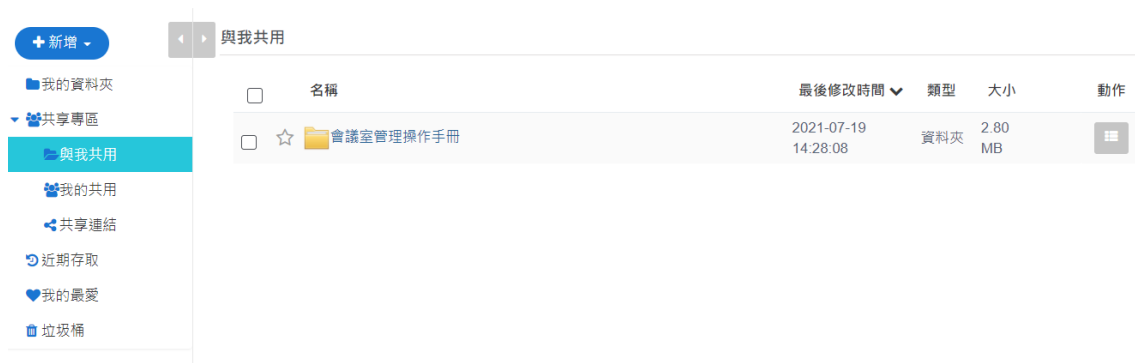 新增
我的資料夾
共享專區
與我共用
我的共用
共享連結
近期存取
我的最愛
垃圾桶
與我共用
名稱 最後修改時間 類型 大小 動作
會議室管理操作手冊 2021-07-19 14:28:08 資料夾 2.80 MB